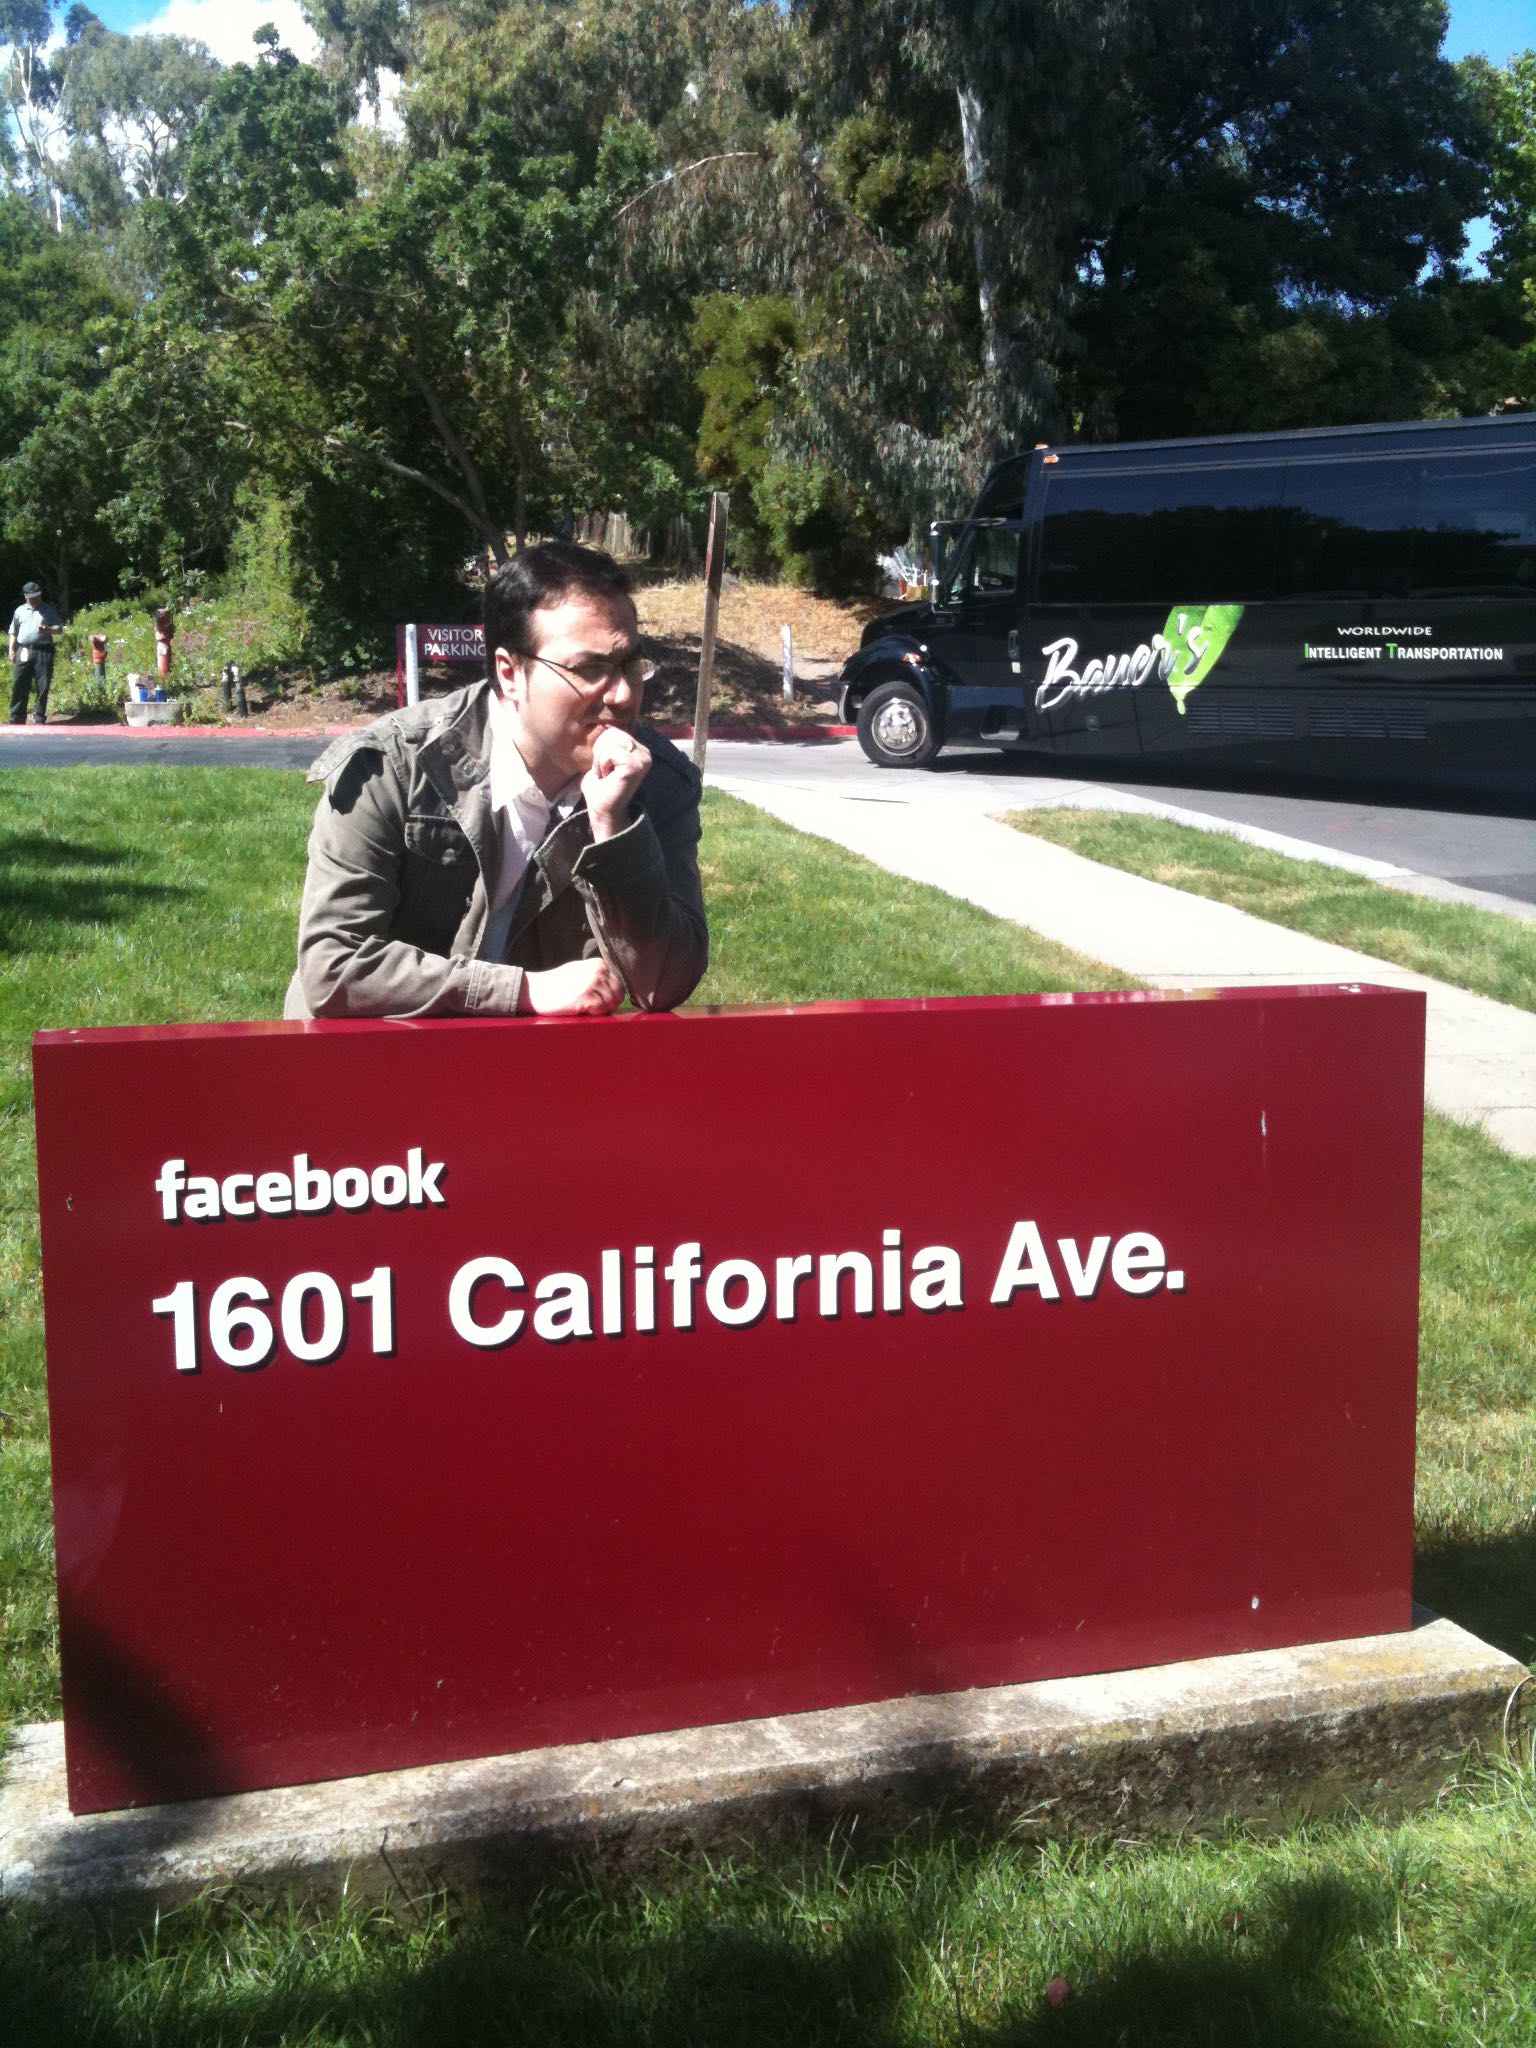 VISITOR
PARKING
Bauer's
WORLDWIDE
INTELLIGENT TRANSPORTATION
facebook
1601 California Ave.